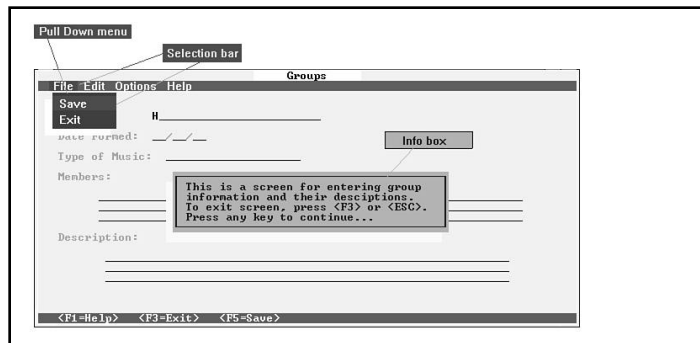 Pull Down menu
Selection bar
Groups
File Edit Options Help
Save
Exit
H
Date Formed: __/__/__
Info box
Type of Music:
Members:
This is a screen for entering group
information and their desciptions.
To exit screen, press <F3> or <ESC>.
Press any key to continue...
Description:
<F1=Help> <F3=Exit> <F5=Save>